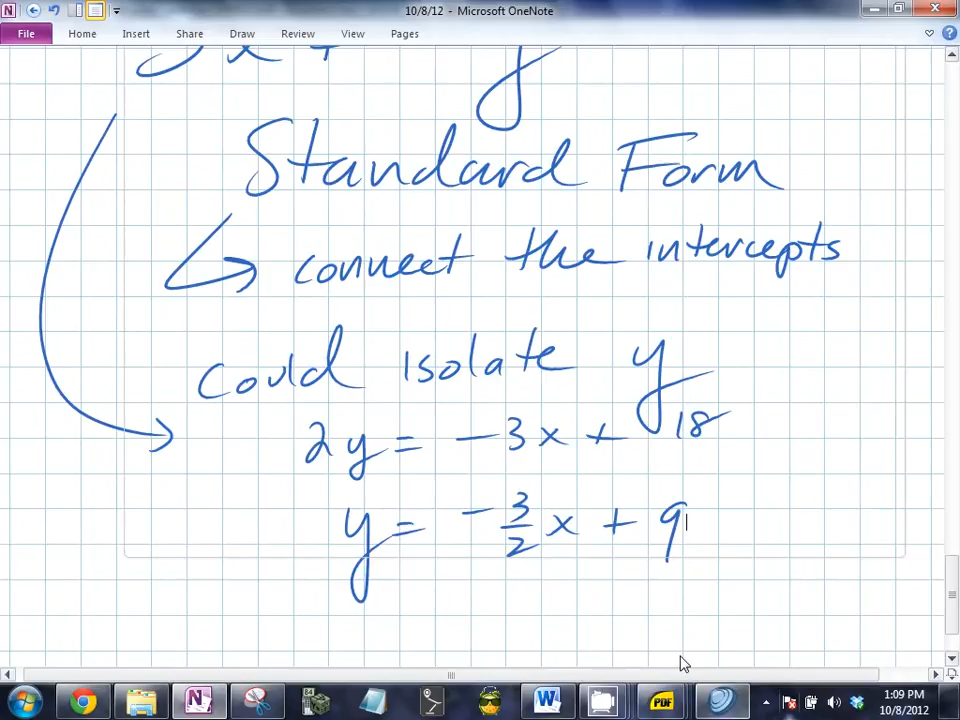 10/8/12 - Microsoft OneNote
File Home Insert Share Draw Review View Pages
Standard Form
connect the intercepts
could isolate y
2y = -3x + 18
y = -3/2 x + 9
PDF
1:09 PM
10/8/2012